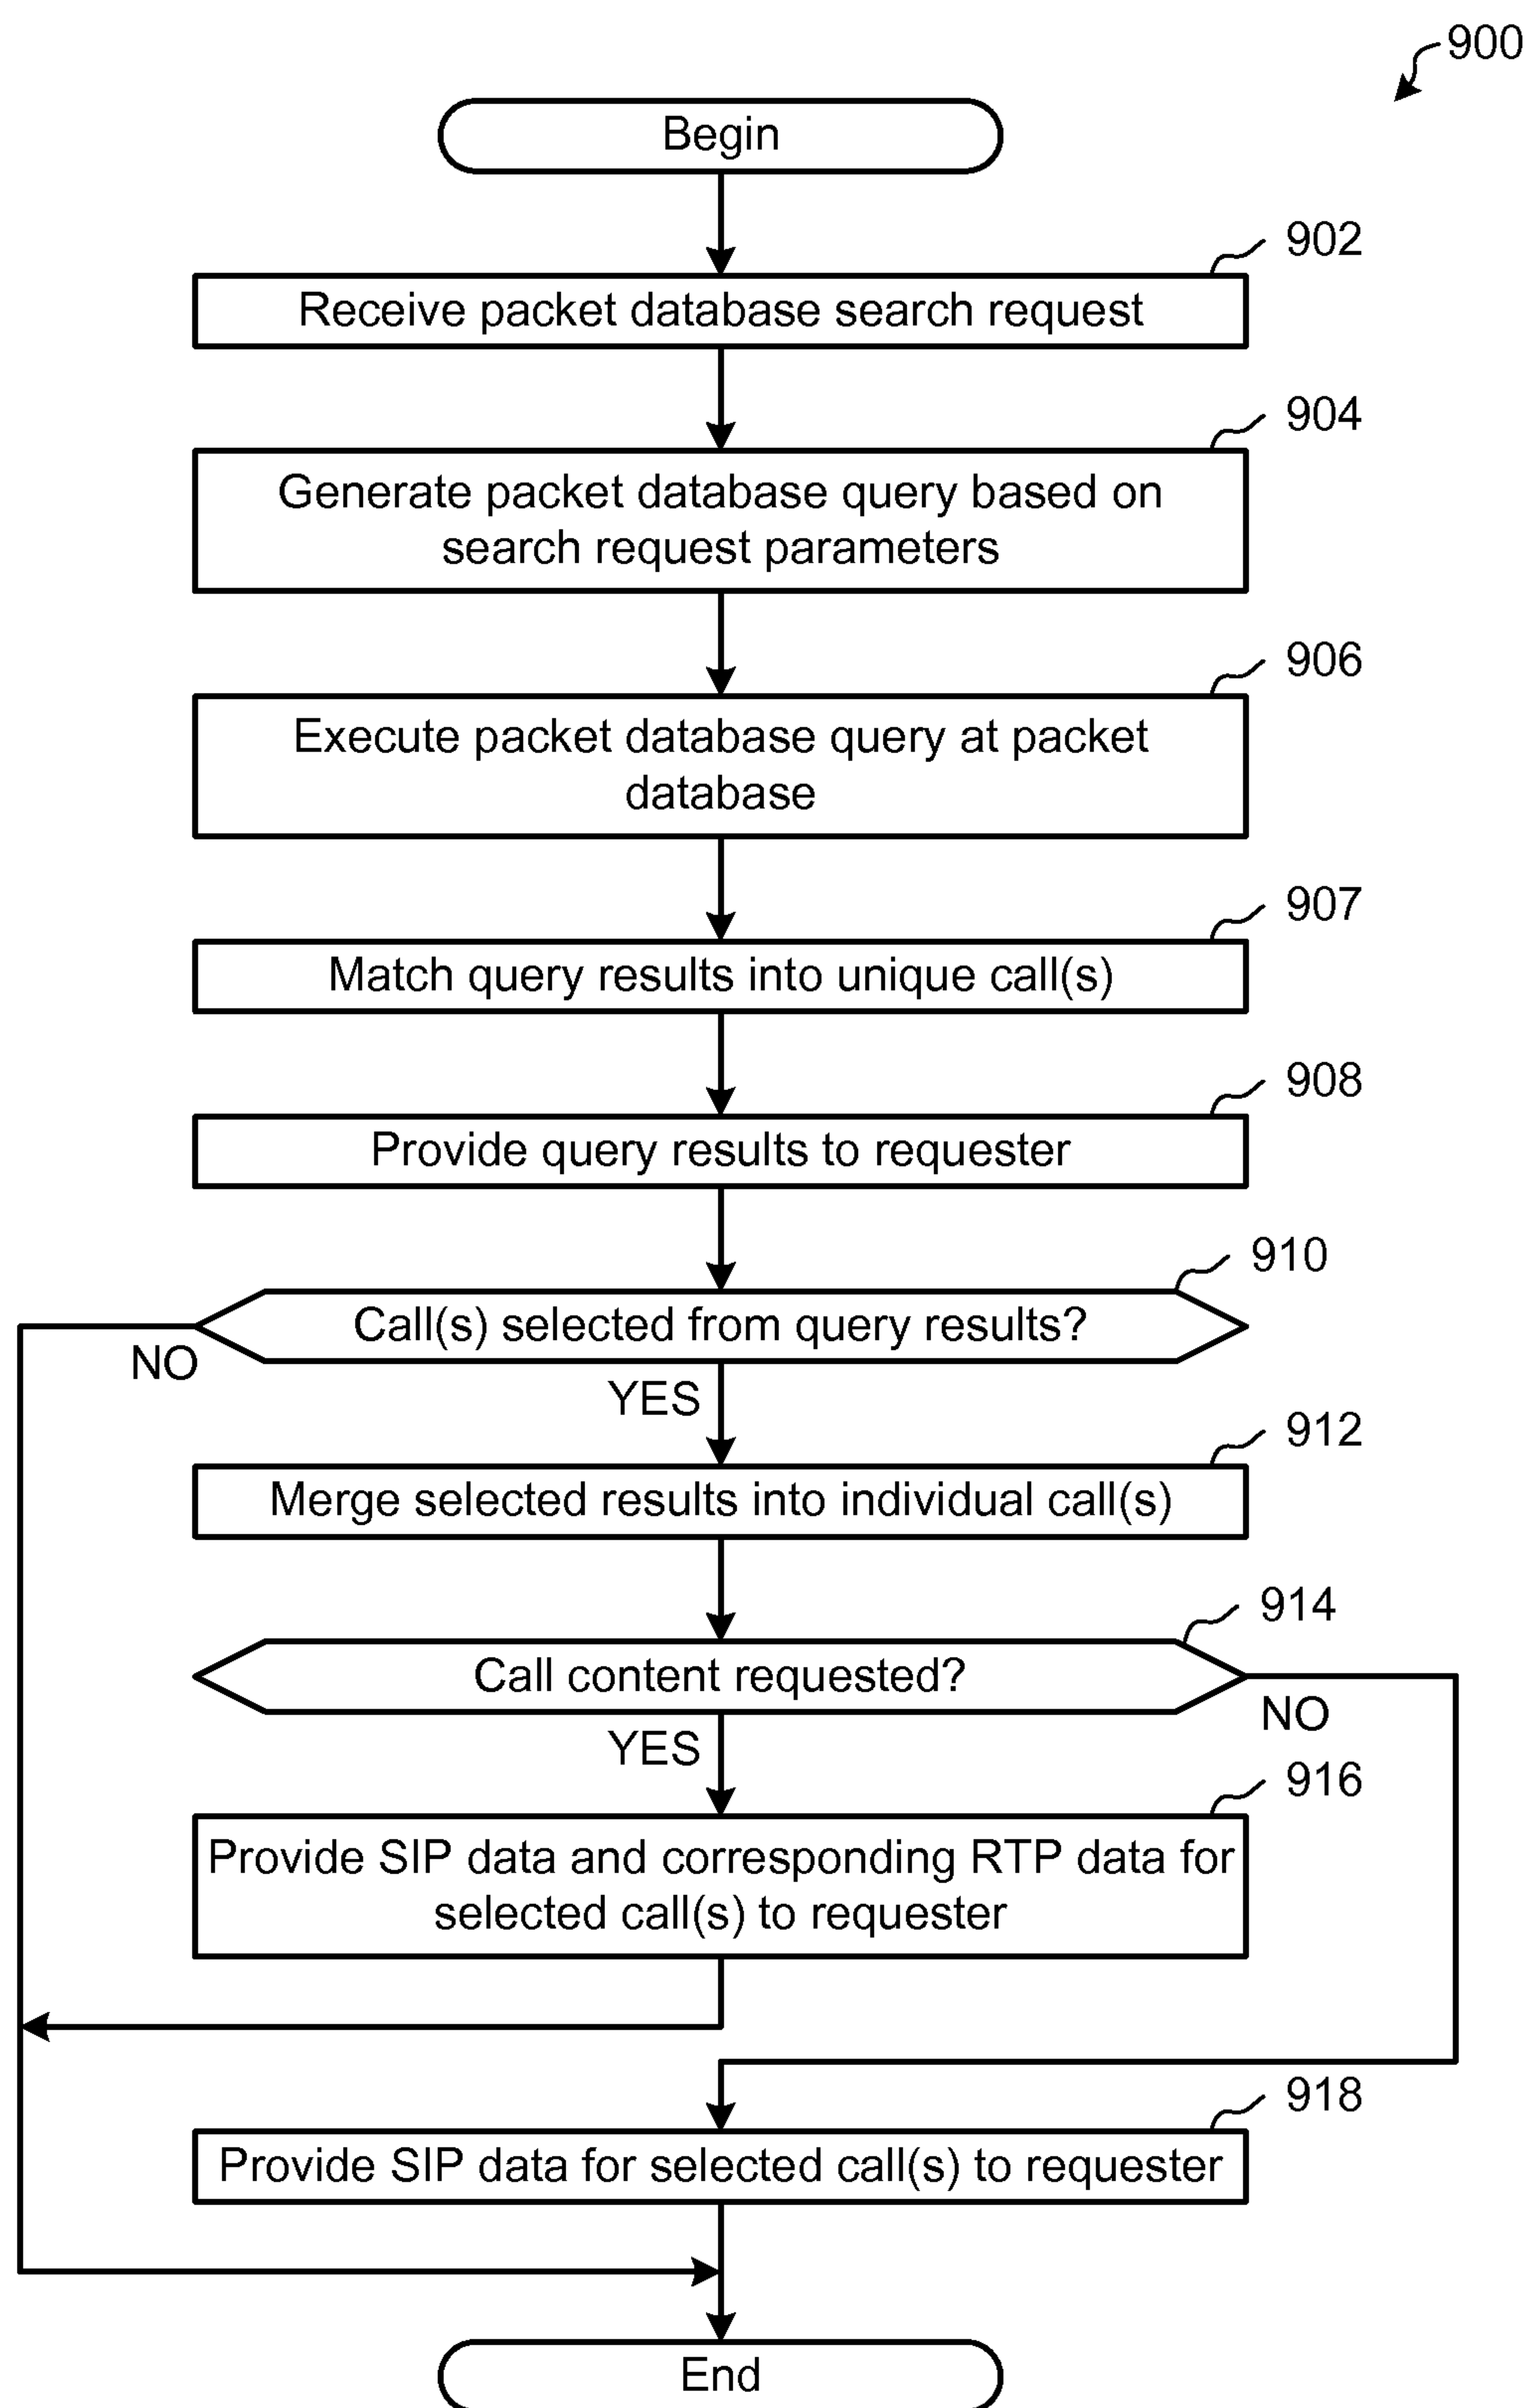 900
Begin
902
Receive packet database search request
904
Generate packet database query based on
search request parameters
906
Execute packet database query at packet
database
907
Match query results into unique call(s)
908
Provide query results to requester
910
Call(s) selected from query results?
NO
YES
912
Merge selected results into individual call(s)
914
Call content requested?
NO
YES
916
Provide SIP data and corresponding RTP data for
selected call(s) to requester
918
Provide SIP data for selected call(s) to requester
End